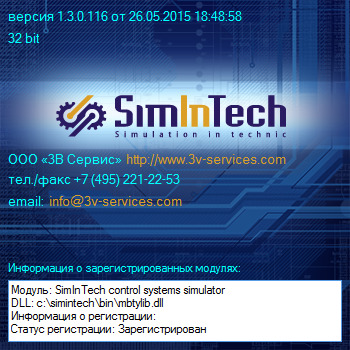 версия 1.3.0.116 от 26.05.2015 18:48:58
32 bit
SimInTech
Simulation in technic
ООО «3В Сервис» http://www.3v-services.com
тел./факс +7 (495) 221-22-53
email: info@3v-services.com
Информация о зарегистрированных модулях:
Модуль: SimInTech control systems simulator
DLL: c:\simintech\bin\mbtylib.dll
Информация о регистрации:
Статус регистрации: Зарегистрирован